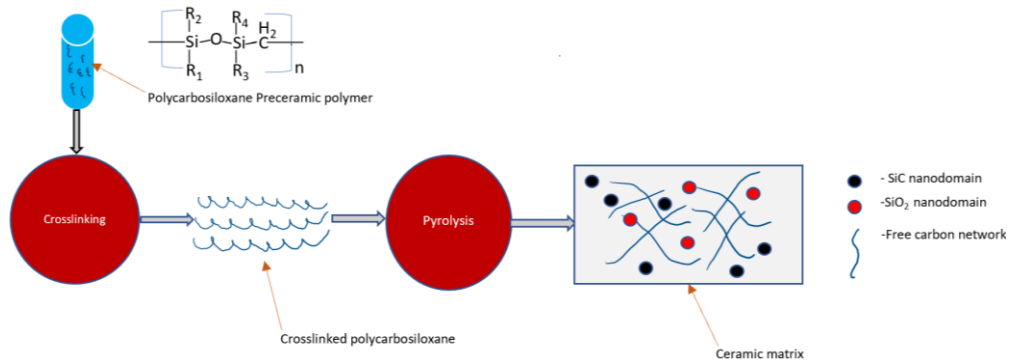 R2 R4 H2
Si O Si C
R1 R3 n
Polycarbosiloxane Preceramic polymer
Crosslinking
Pyrolysis
- SiC nanodomain
-SiO2 nanodomain
-Free carbon network
Crosslinked polycarbosiloxane
Ceramic matrix